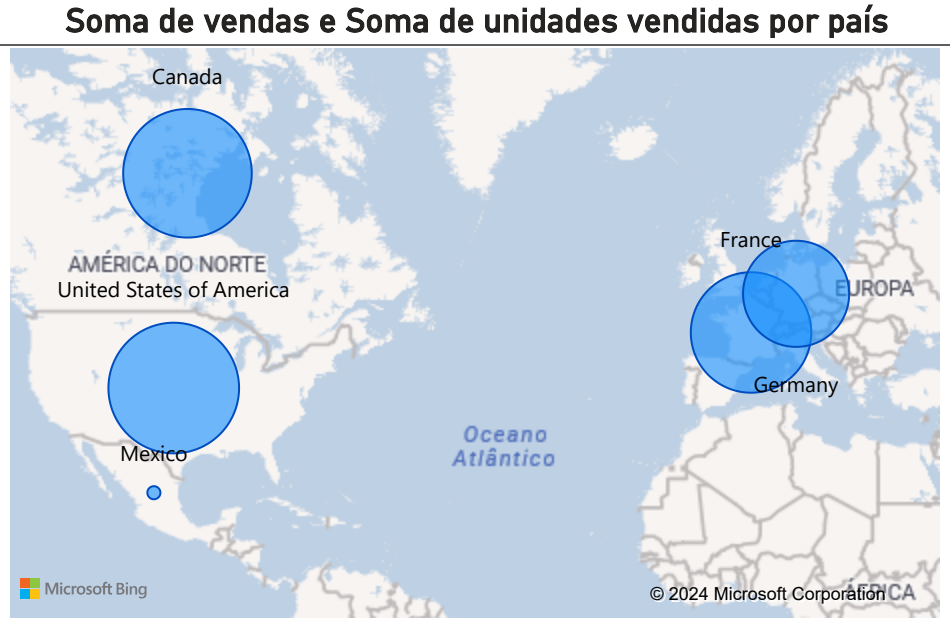 Soma de vendas e Soma de unidades vendidas por país
Canada
AMÉRICA DO NORTE
United States of America
Mexico
France
EUROPA
Germany
Oceano
Atlântico
ÁFRICA
Microsoft Bing
© 2024 Microsoft Corporation